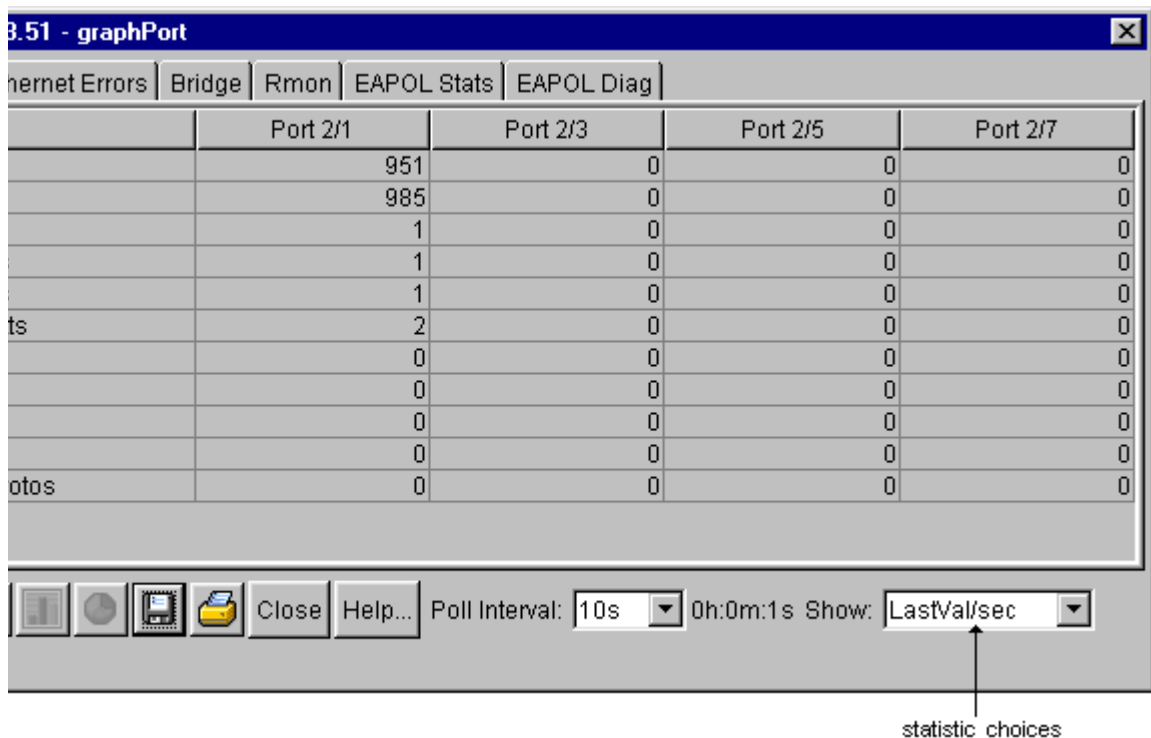 3.51 - graphPort
hernet Errors Bridge Rmon EAPOL Stats EAPOL Diag
Port 2/1 Port 2/3 Port 2/5 Port 2/7
951 0 0 0
985 0 0 0
1 0 0 0
1 0 0 0
1 0 0 0
ts 2 0 0 0
0 0 0 0
0 0 0 0
0 0 0 0
0 0 0 0
otos 0 0 0 0
Close Help... Poll Interval: 10s 0h:0m:1s Show: LastVal/sec
statistic choices